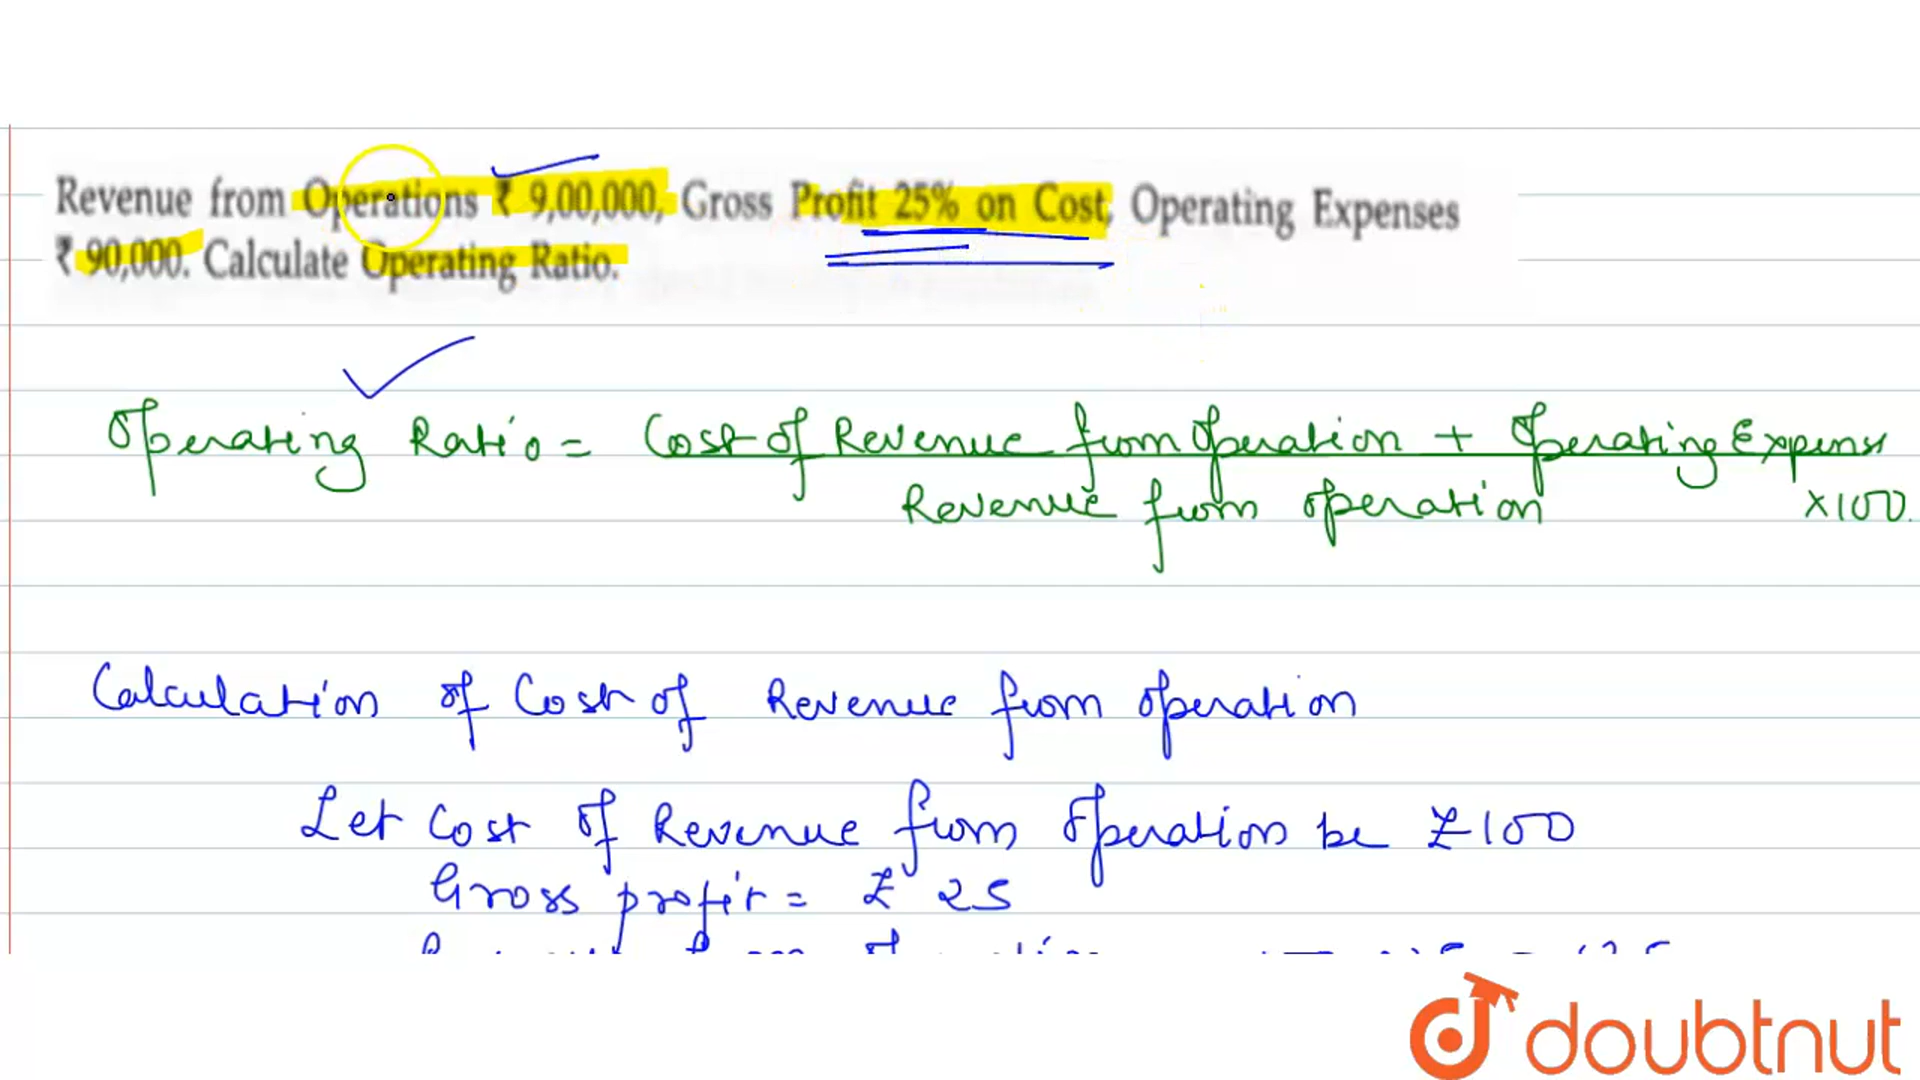 Revenue from Operations ₹ 9,00,000, Gross Profit 25% on Cost, Operating Expenses
₹ 90,000. Calculate Operating Ratio.
Operating Ratio = Cost of Revenue from Operation + Operating Expenses
Revenue from operation ×100.
Calculation of Cost of Revenue from operation
Let Cost of Revenue from Operation be ₹100
Gross profit = ₹ 25
doubtnut